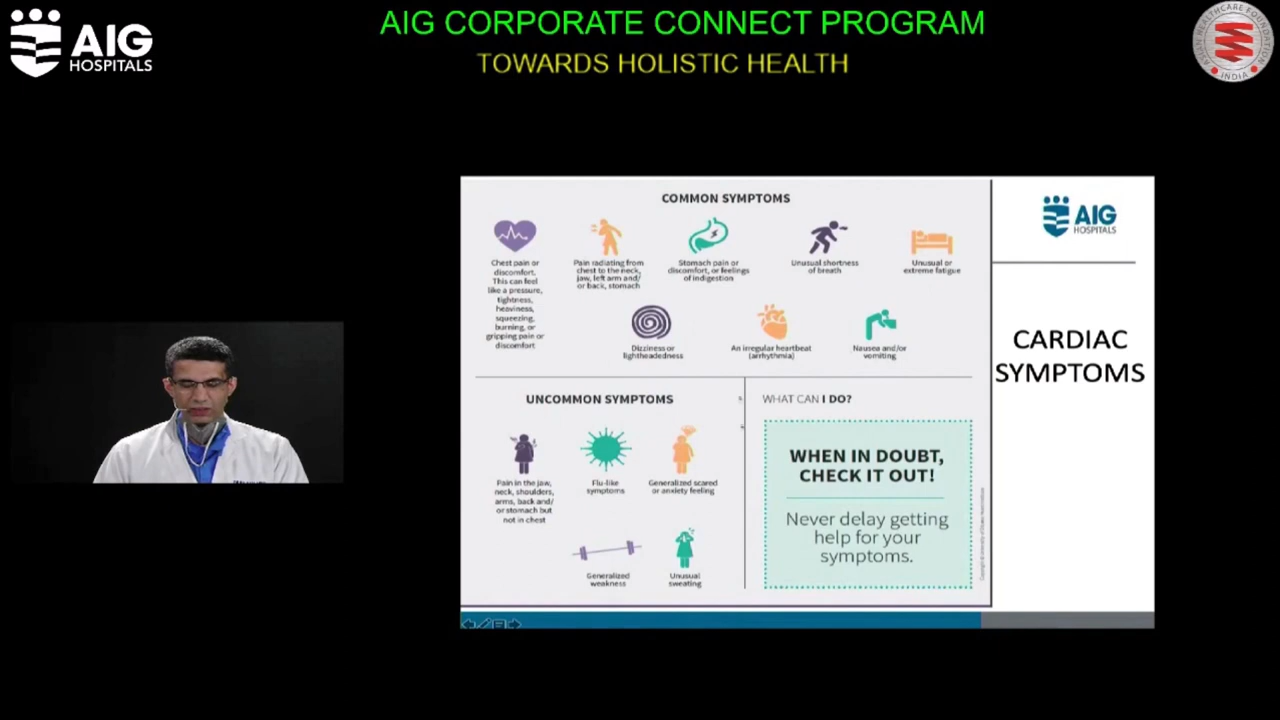 AIG
HOSPITALS
AIG CORPORATE CONNECT PROGRAM
TOWARDS HOLISTIC HEALTH
ASIAN HEALTHCARE FOUNDATION
INDIA
COMMON SYMPTOMS
Chest pain or
discomfort.
This can feel
like a pressure,
tightness,
heaviness,
squeezing,
burning, or
gripping pain or
discomfort
Pain radiating from
chest to the neck,
jaw, left arm and/
or back, stomach
Stomach pain or
discomfort, or feelings
of indigestion
Unusual shortness
of breath
Unusual or
extreme fatigue
Dizziness or
lightheadedness
An irregular heartbeat
(arrhythmia)
Nausea and/or
vomiting
UNCOMMON SYMPTOMS
Pain in the jaw,
neck, shoulders,
arms, back and/
or stomach but
not in chest
Flu-like
symptoms
Generalized scared
or anxiety feeling
Generalized
weakness
Unusual
sweating
WHAT CAN I DO?
WHEN IN DOUBT,
CHECK IT OUT!
Never delay getting
help for your
symptoms.
AIG
HOSPITALS
CARDIAC
SYMPTOMS